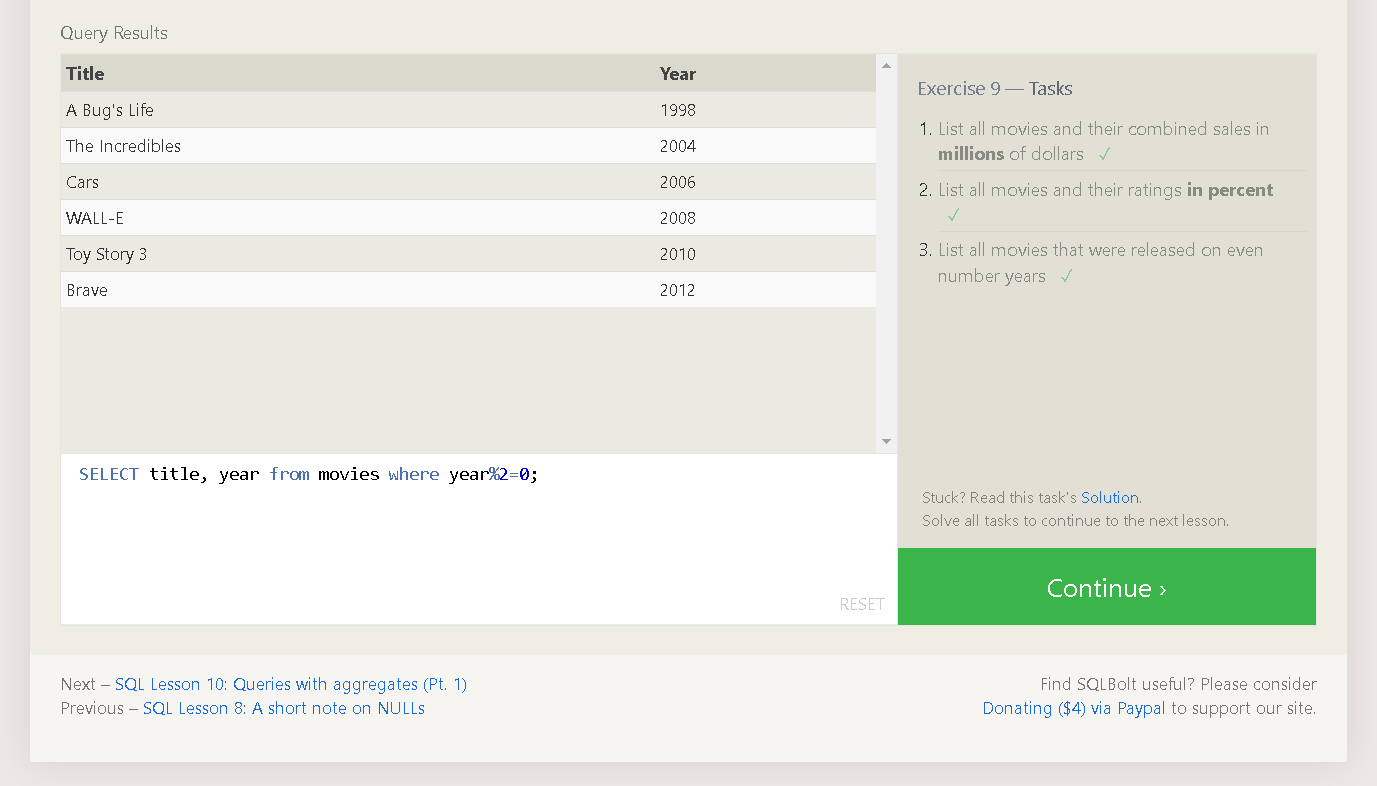 Query Results
Title Year
A Bug's Life 1998
The Incredibles 2004
Cars 2006
WALL-E 2008
Toy Story 3 2010
Brave 2012
SELECT title, year from movies where year%2=0;
RESET
Exercise 9 — Tasks
1. List all movies and their combined sales in
millions of dollars ✓
2. List all movies and their ratings in percent
✓
3. List all movies that were released on even
number years ✓
Stuck? Read this task's Solution.
Solve all tasks to continue to the next lesson.
Continue ›
Next – SQL Lesson 10: Queries with aggregates (Pt. 1)
Previous – SQL Lesson 8: A short note on NULLs
Find SQLBolt useful? Please consider
Donating ($4) via Paypal to support our site.